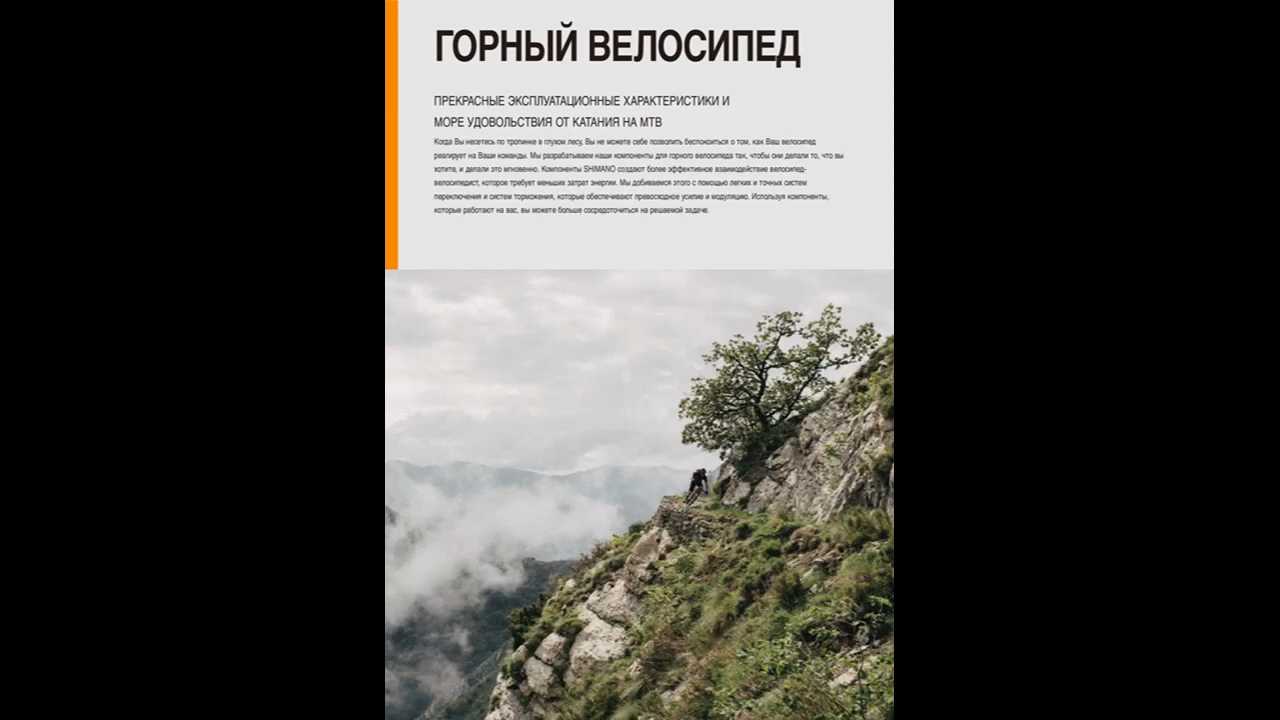 ГОРНЫЙ ВЕЛОСИПЕД
ПРЕКРАСНЫЕ ЭКСПЛУАТАЦИОННЫЕ ХАРАКТЕРИСТИКИ И
МОРЕ УДОВОЛЬСТВИЯ ОТ КАТАНИЯ НА MTB
Когда Вы несетесь по тропинке в глухом лесу, Вы не можете себе позволить беспокоиться о том, как Ваш велосипед
реагирует на Ваши команды. Мы разрабатываем наши компоненты для горного велосипеда так, чтобы они делали то, что вы
хотите, и делали это мгновенно. Компоненты SHIMANO создают более эффективное взаимодействие велосипед-
велосипедист, которое требует меньших затрат энергии. Мы добиваемся этого с помощью легких и точных систем
переключения и систем торможения, которые обеспечивают превосходное усилие и модуляцию. Используя компоненты,
которые работают на вас, вы можете больше сосредоточиться на решаемой задаче.